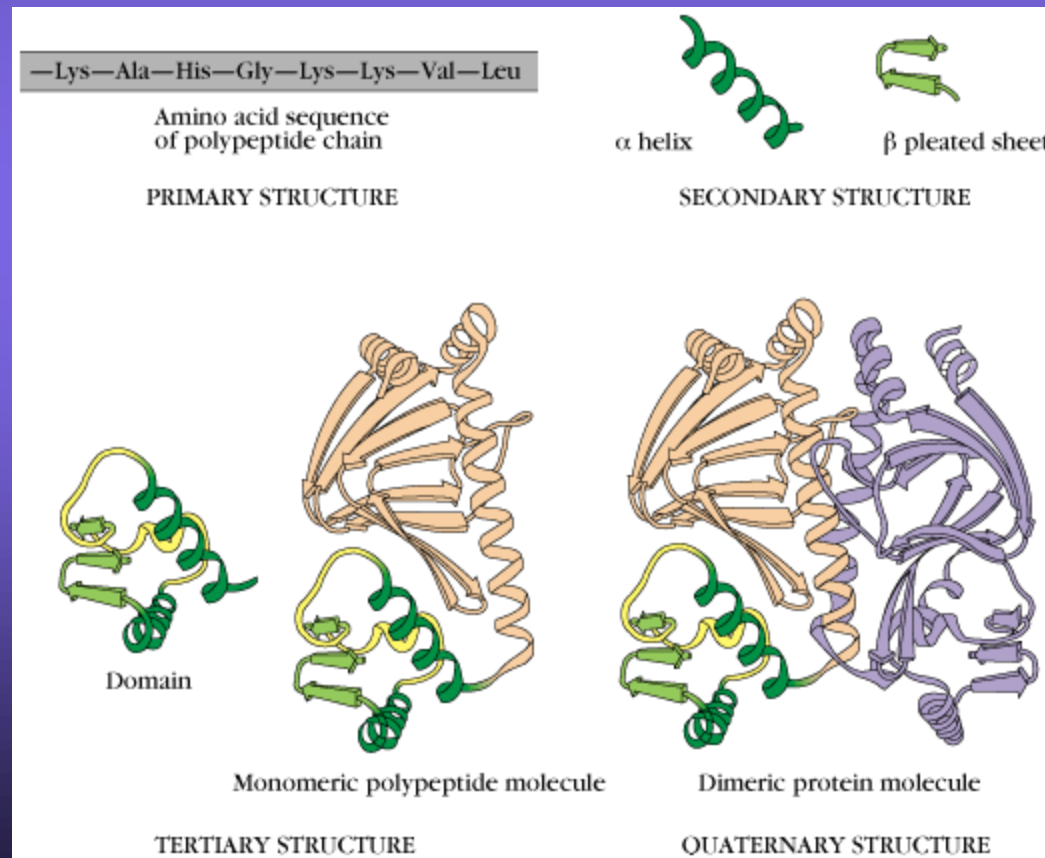 —Lys—Ala—His—Gly—Lys—Lys—Val—Leu
Amino acid sequence
of polypeptide chain
PRIMARY STRUCTURE
α helix
β pleated sheet
SECONDARY STRUCTURE
Domain
Monomeric polypeptide molecule
TERTIARY STRUCTURE
Dimeric protein molecule
QUATERNARY STRUCTURE